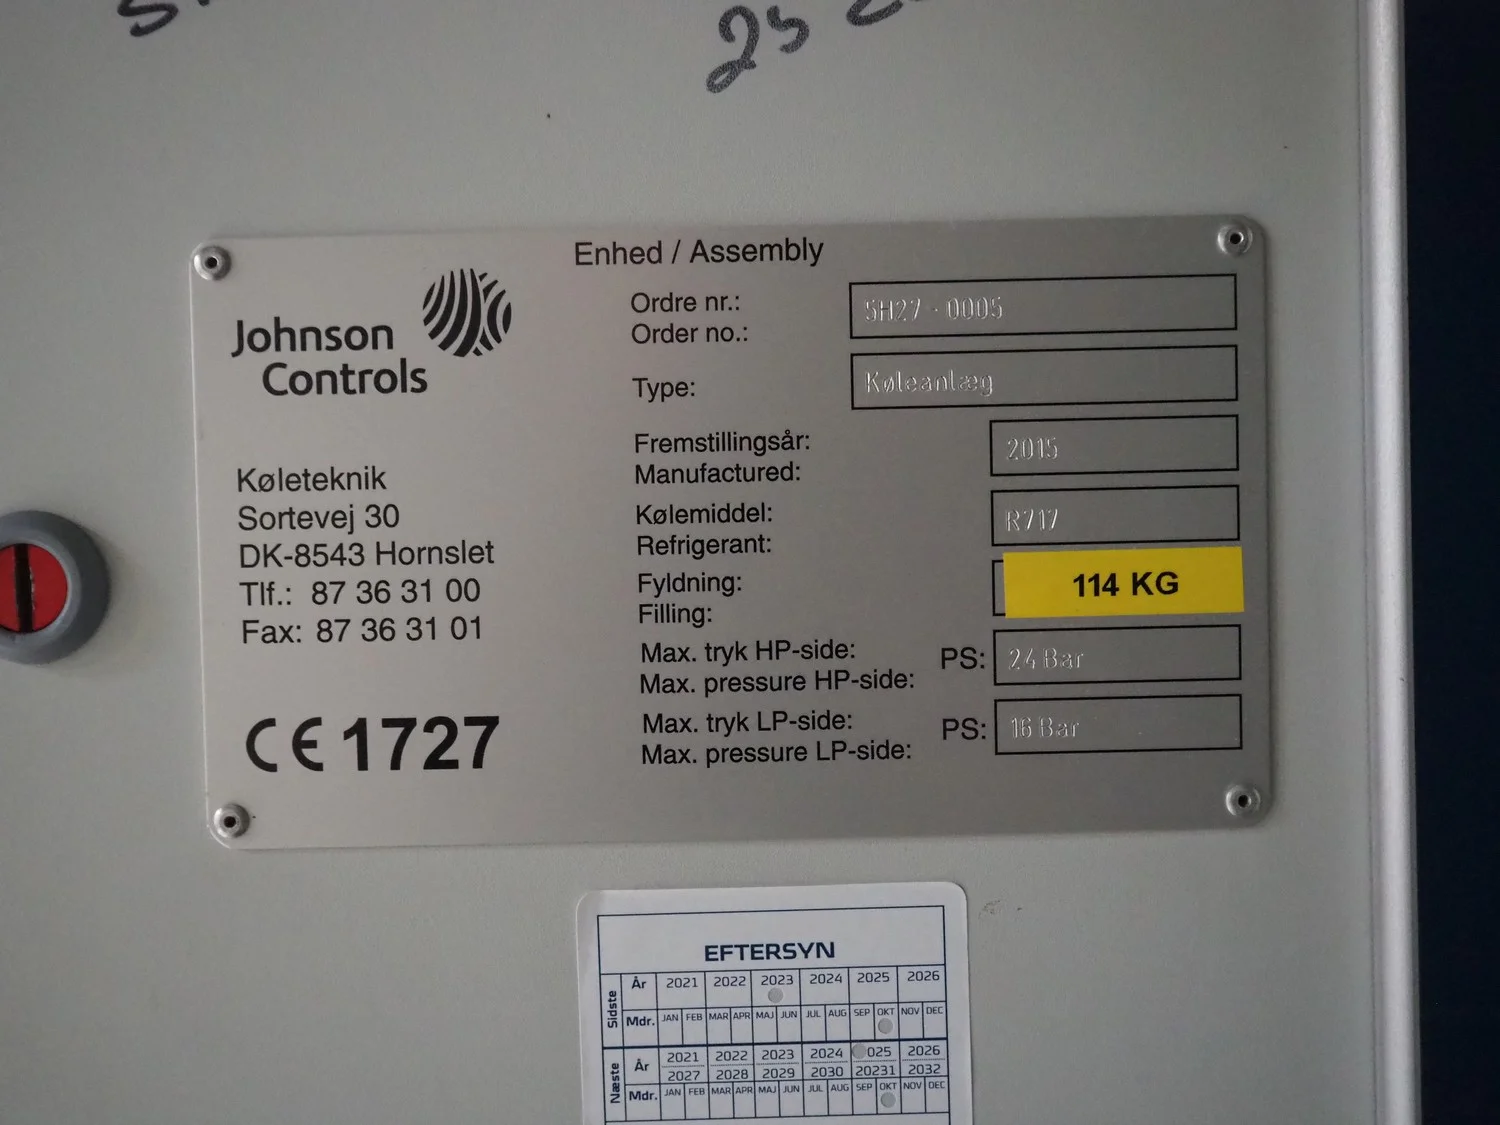 25
Enhed / Assembly
Johnson
Controls
Køleteknik
Sortevej 30
DK-8543 Hornslet
Tlf.: 87 36 31 00
Fax: 87 36 31 01
CE 1727
Ordre nr.:
Order no.:
SH27 - 0005
Type:
Køleanlæg
Fremstillingsår:
Manufactured:
2015
Kølemiddel:
Refrigerant:
R717
Fyldning:
Filling:
114 KG
Max. tryk HP-side:
Max. pressure HP-side:
PS: 24 Bar
Max. tryk LP-side:
Max. pressure LP-side:
PS: 16 Bar
EFTERSYN
Sidste
År 2021 2022 2023 2024 2025 2026
Mdr. JAN FEB MAR APR MAJ JUN JUL AUG SEP OKT NOV DEC
Næste
År 2021 2022 2023 2024 025 2026
2027 2028 2029 2030 20231 2032
Mdr. JAN FEB MAR APR MAJ JUN JUL AUG SEP OKT NOV DEC